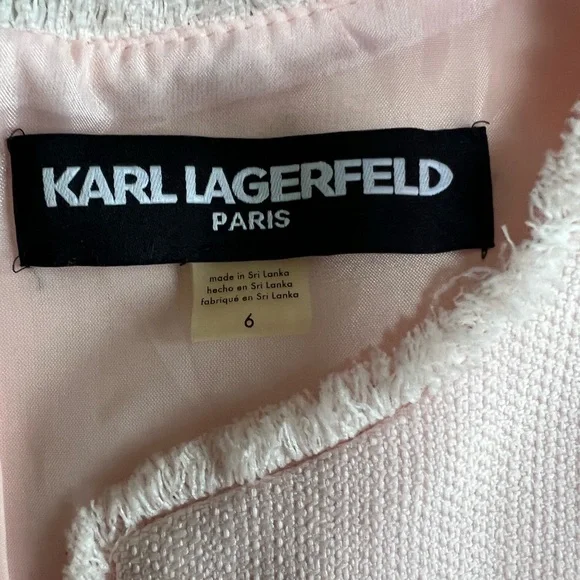 KARL LAGERFELD
PARIS
made in Sri Lanka
hecho en Sri Lanka
fabriqué en Sri Lanka
6